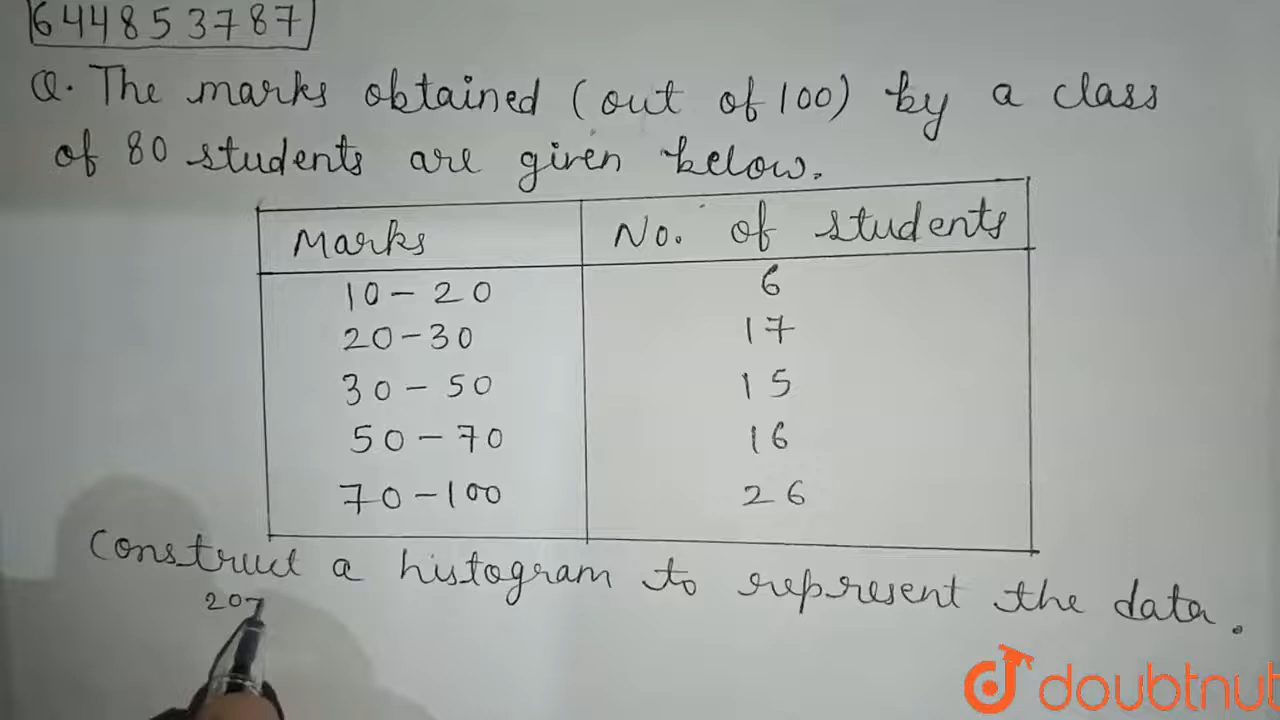 644853787
Q. The marks obtained (out of 100) by a class
of 80 students are given below.
Marks No. of students
10-20 6
20-30 17
30-50 15
50-70 16
70-100 26
Construct a histogram to represent the data.
207
doubtnut